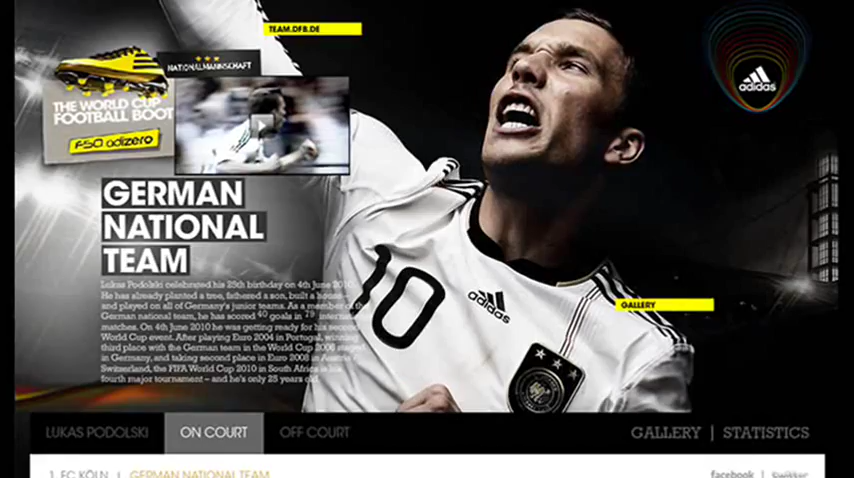 TEAM.DFB.DE
NATIONALMANNSCHAFT
adidas
THE WORLD CUP
FOOTBALL BOOT
F50 adizero
GERMAN
NATIONAL
TEAM
10
adidas
GALLERY
Lukas Podolski celebrated his 25th birthday on 4th June 2010.
He has already planted a tree, fathered a son, built a house –
and played on all of Germany's junior teams. As a member of the
German national team, he has scored 40 goals in 79
matches. On 4th June 2010 he was getting ready for his second
World Cup event. After playing Euro 2004 in Portugal, winning
third place with the German team in the World Cup 2006
in Germany, and taking second place in Euro 2008 in Austria /
Switzerland, the FIFA World Cup 2010 in South Africa is his
fourth major tournament – and he's only 25 years old.
LUKAS PODOLSKI
ON COURT
OFF COURT
GALLERY | STATISTICS
1. FC KÖLN | GERMAN NATIONAL TEAM
facebook | twitter